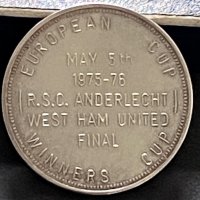 EUROPEAN CUP
MAY 5th
1975-76
R.S.C. ANDERLECHT
WEST HAM UNITED
FINAL
WINNERS CUP